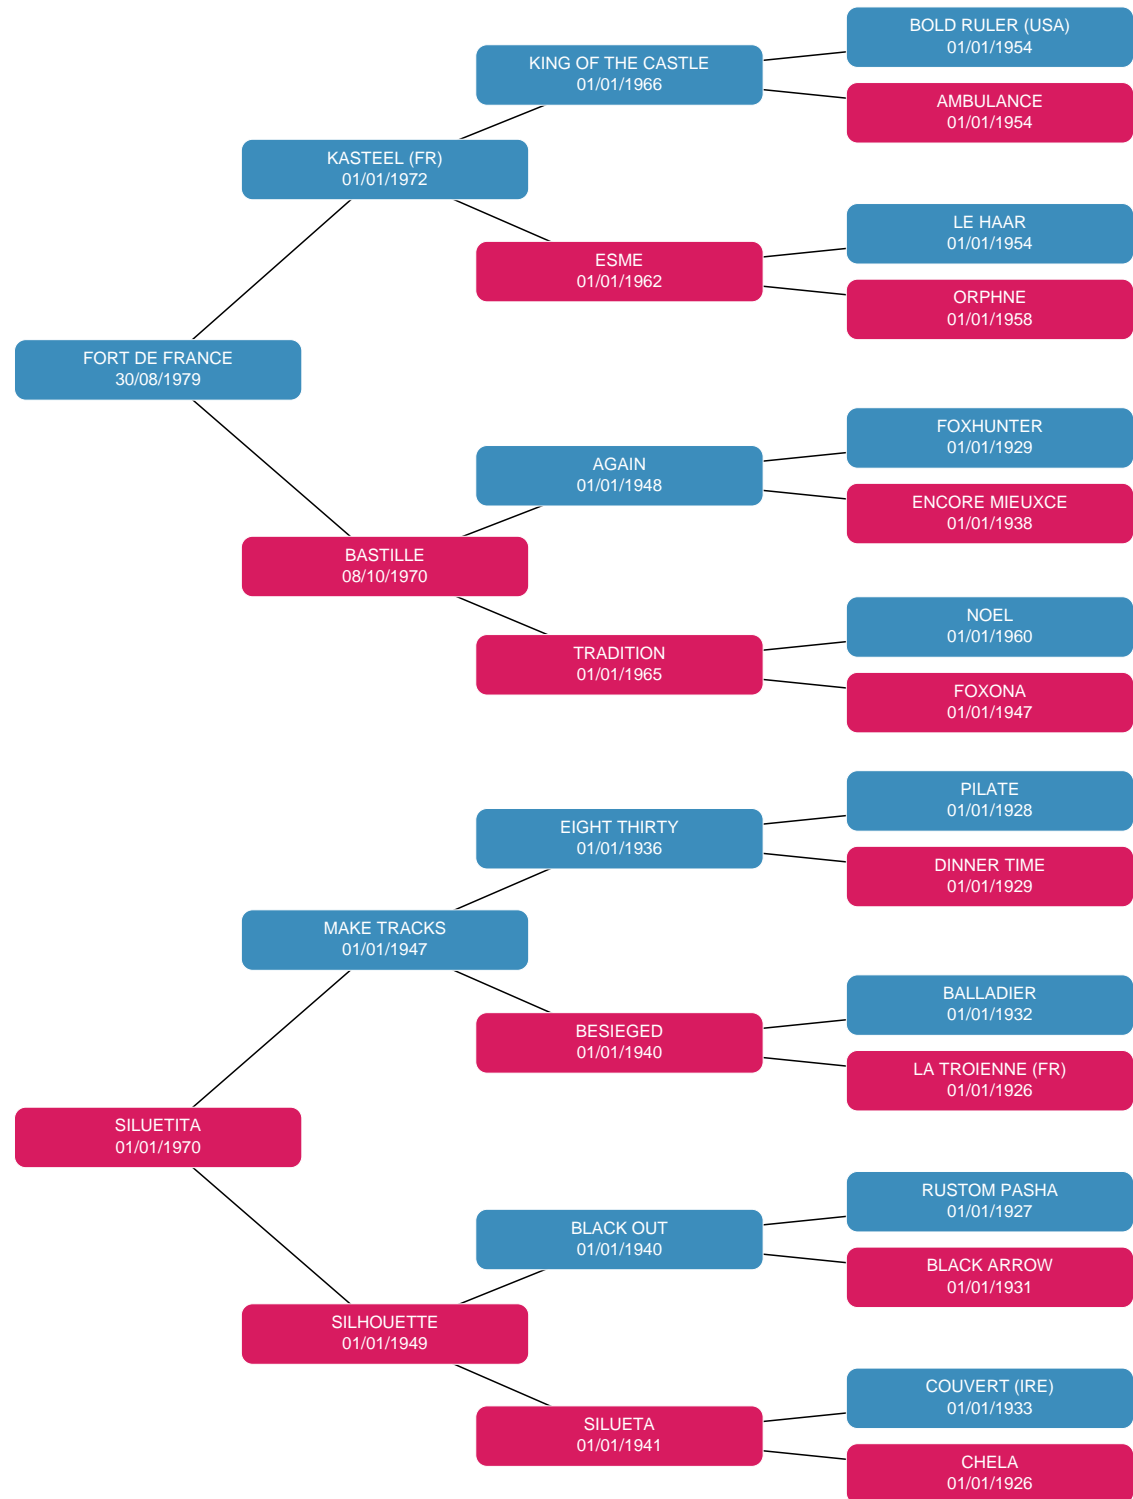 BOLD RULER (USA)
01/01/1954
KING OF THE CASTLE
01/01/1966
AMBULANCE
01/01/1954
KASTEEL (FR)
01/01/1972
LE HAAR
01/01/1954
ESME
01/01/1962
ORPHNE
01/01/1958
FORT DE FRANCE
30/08/1979
FOXHUNTER
01/01/1929
AGAIN
01/01/1948
ENCORE MIEUXCE
01/01/1938
BASTILLE
08/10/1970
NOEL
01/01/1960
TRADITION
01/01/1965
FOXONA
01/01/1947
PILATE
01/01/1928
EIGHT THIRTY
01/01/1936
DINNER TIME
01/01/1929
MAKE TRACKS
01/01/1947
BALLADIER
01/01/1932
BESIEGED
01/01/1940
LA TROIENNE (FR)
01/01/1926
SILUETITA
01/01/1970
RUSTOM PASHA
01/01/1927
BLACK OUT
01/01/1940
BLACK ARROW
01/01/1931
SILHOUETTE
01/01/1949
COUVERT (IRE)
01/01/1933
SILUETA
01/01/1941
CHELA
01/01/1926